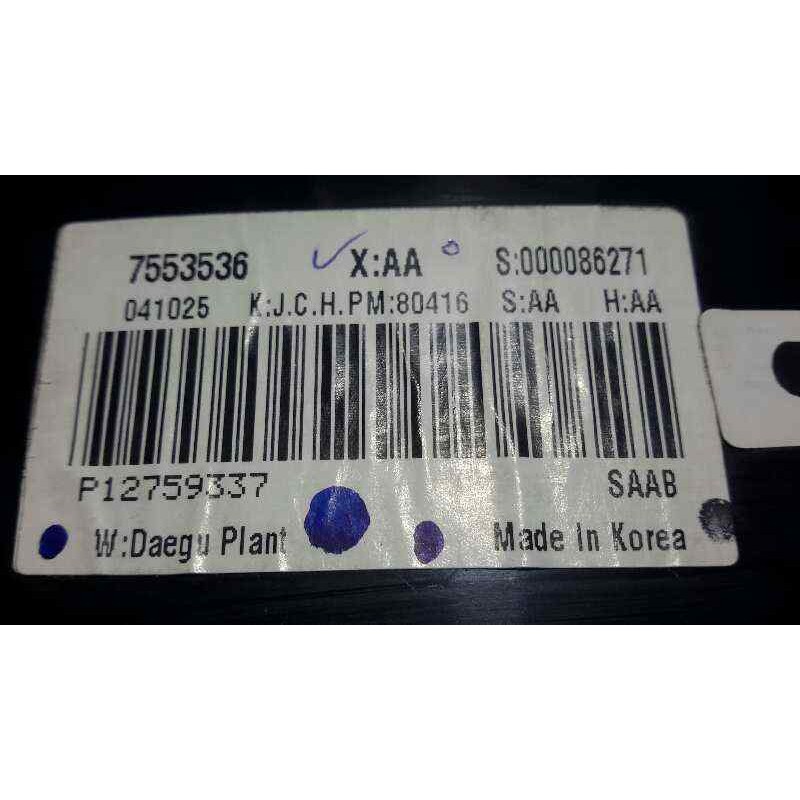 7553536 X:AA S:000086271
041025 K:J.C.H.PM:80416 S:AA H:AA
P12759337 SAAB
W:Daegu Plant Made In Korea